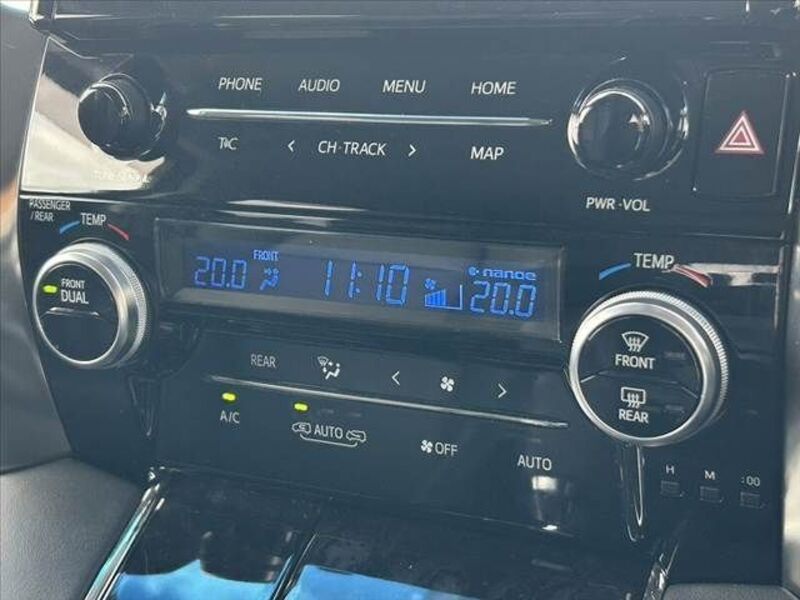 PHONE AUDIO MENU HOME
T&C < CH·TRACK > MAP
PWR·VOL
PASSENGER
/REAR
TEMP
FRONT
DUAL
20.0 FRONT 11:10 nanoe 20.0
TEMP
FRONT
REAR
REAR < >
A/C AUTO OFF AUTO
H M :00